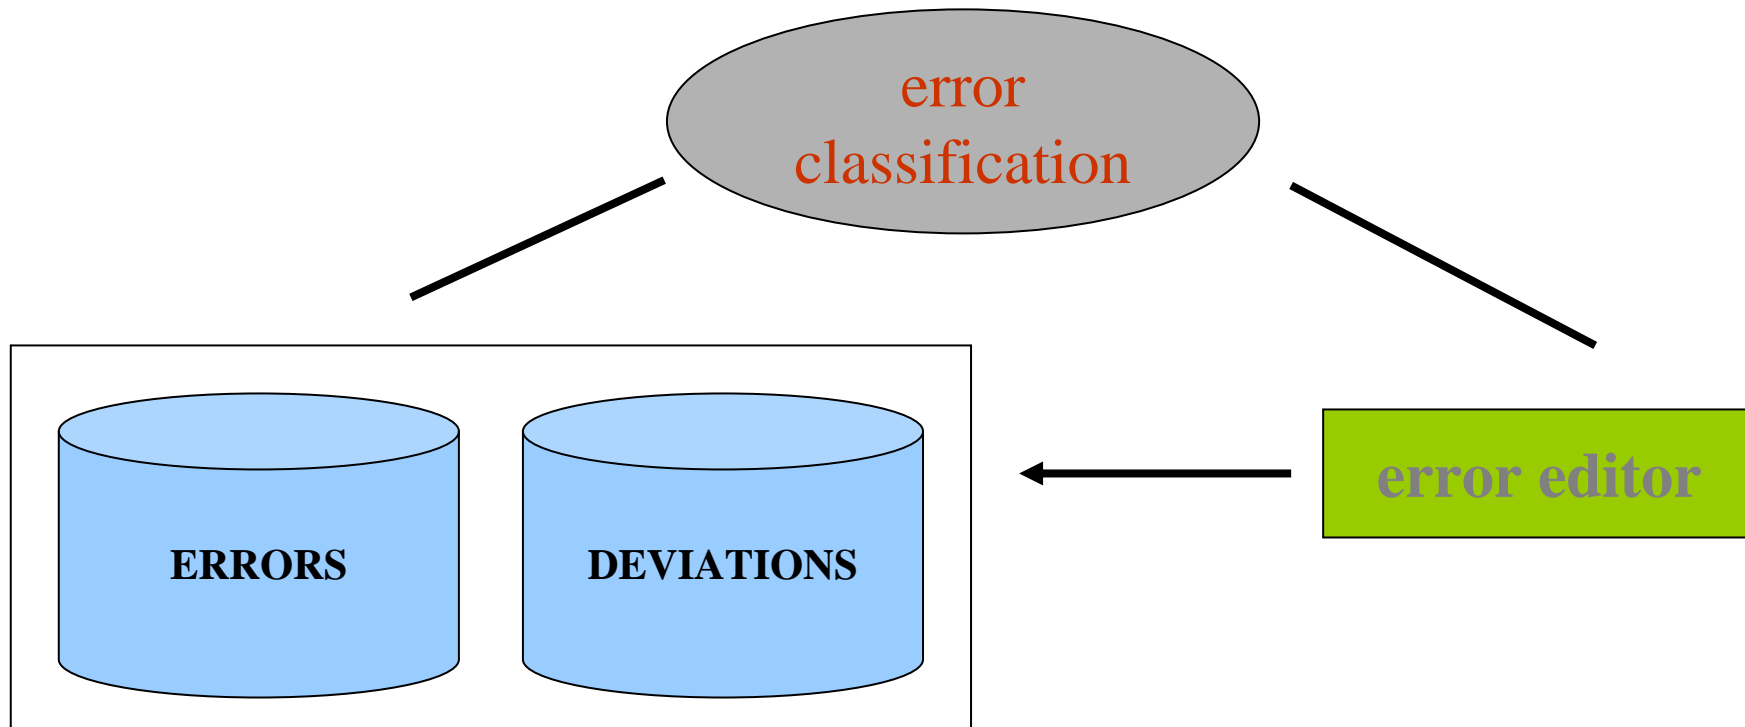 error
classification
ERRORS
DEVIATIONS
error editor